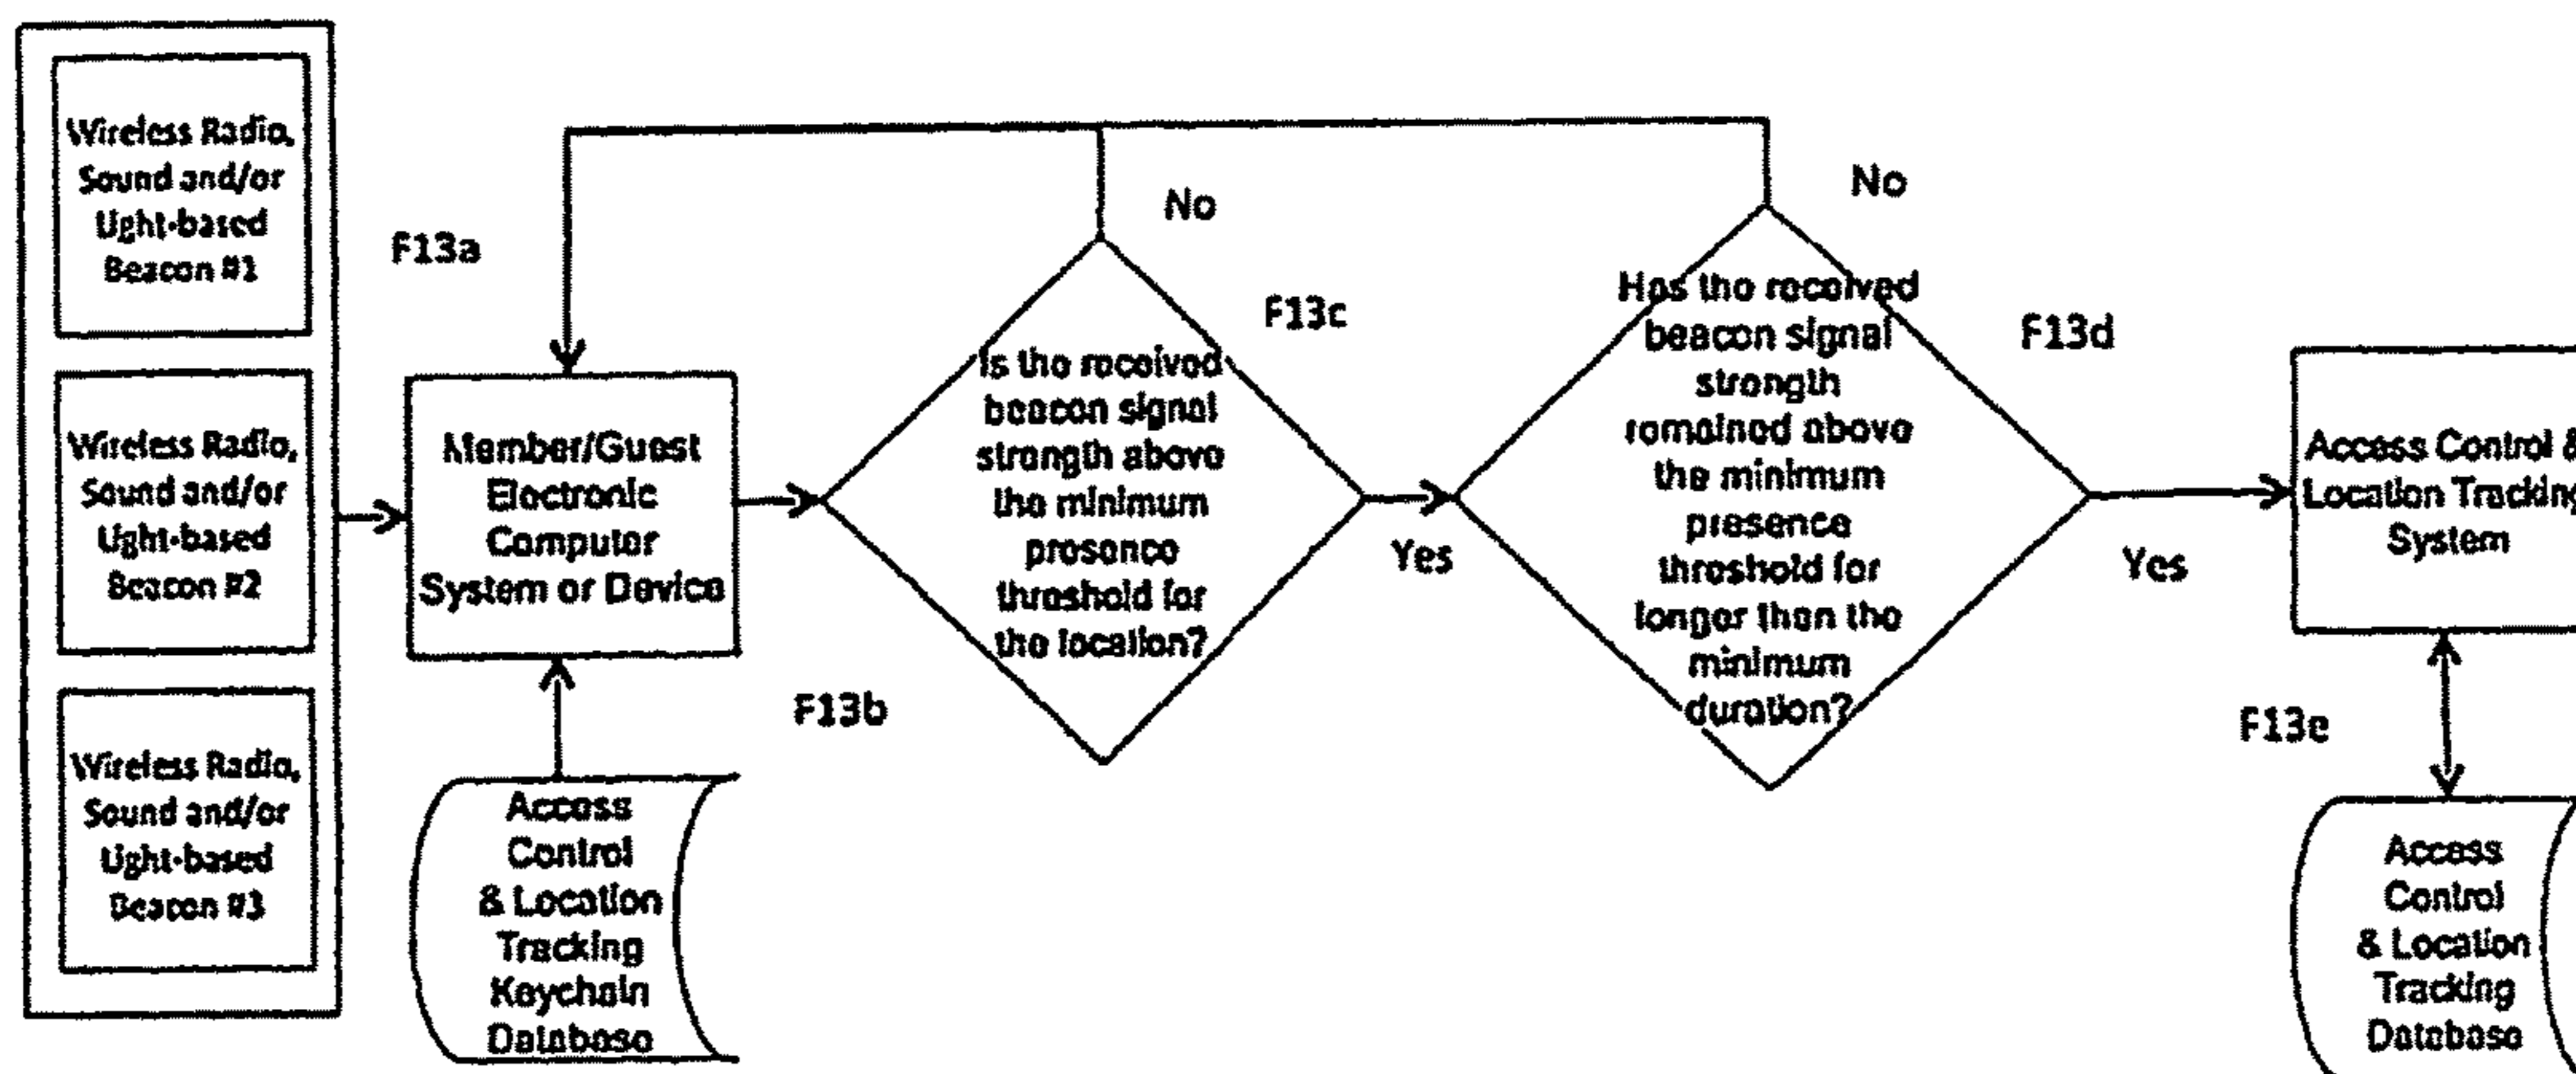 Wireless Radio,
Sound and/or
Light-based
Beacon #1
Wireless Radio,
Sound and/or
Light-based
Beacon #2
Wireless Radio,
Sound and/or
Light-based
Beacon #3
F13a
Member/Guest
Electronic
Computer
System or Device
F13b
Access
Control
& Location
Tracking
Keychain
Database
No
F13c
Is the received
beacon signal
strength above
the minimum
presence
threshold for
the location?
Yes
No
F13d
Has the received
beacon signal
strength
remained above
the minimum
presence
threshold for
longer than the
minimum
duration?
Yes
Access Control &
Location Tracking
System
F13e
Access
Control
& Location
Tracking
Database